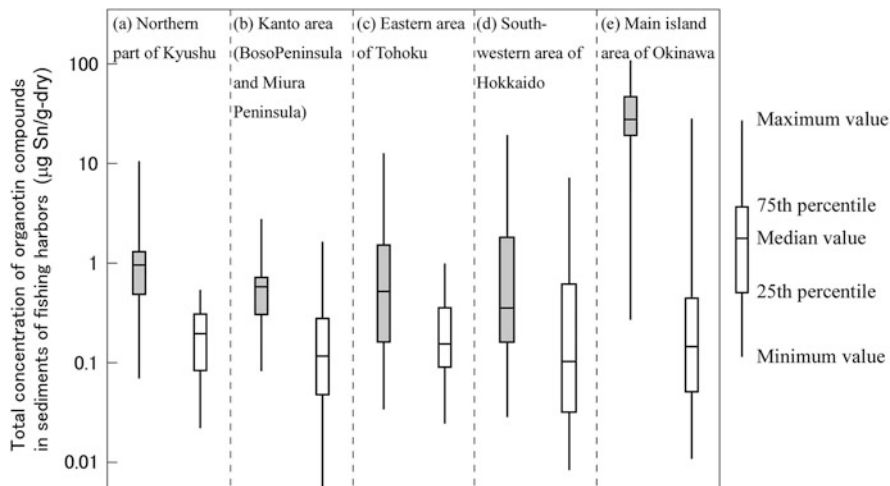 Total concentration of organotin compounds
in sediments of fishing harbors (μg Sn/g-dry)
100
10
1
0.1
0.01
(a) Northern
part of Kyushu
(b) Kanto area
(BosoPeninsula
and Miura
Peninsula)
(c) Eastern area
of Tohoku
(d) South-
western area of
Hokkaido
(e) Main island
area of Okinawa
Maximum value
75th percentile
Median value
25th percentile
Minimum value